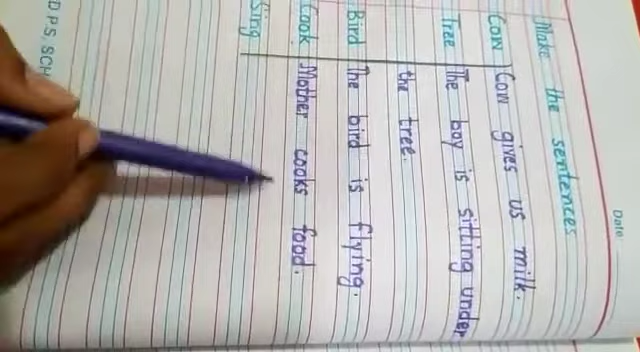 Date
Make the sentences
Cow Cow gives us milk.
Tree The boy is sitting under
the tree.
Bird The bird is flying.
Cook Mother cooks food.
Sing
D.P.S. SCH